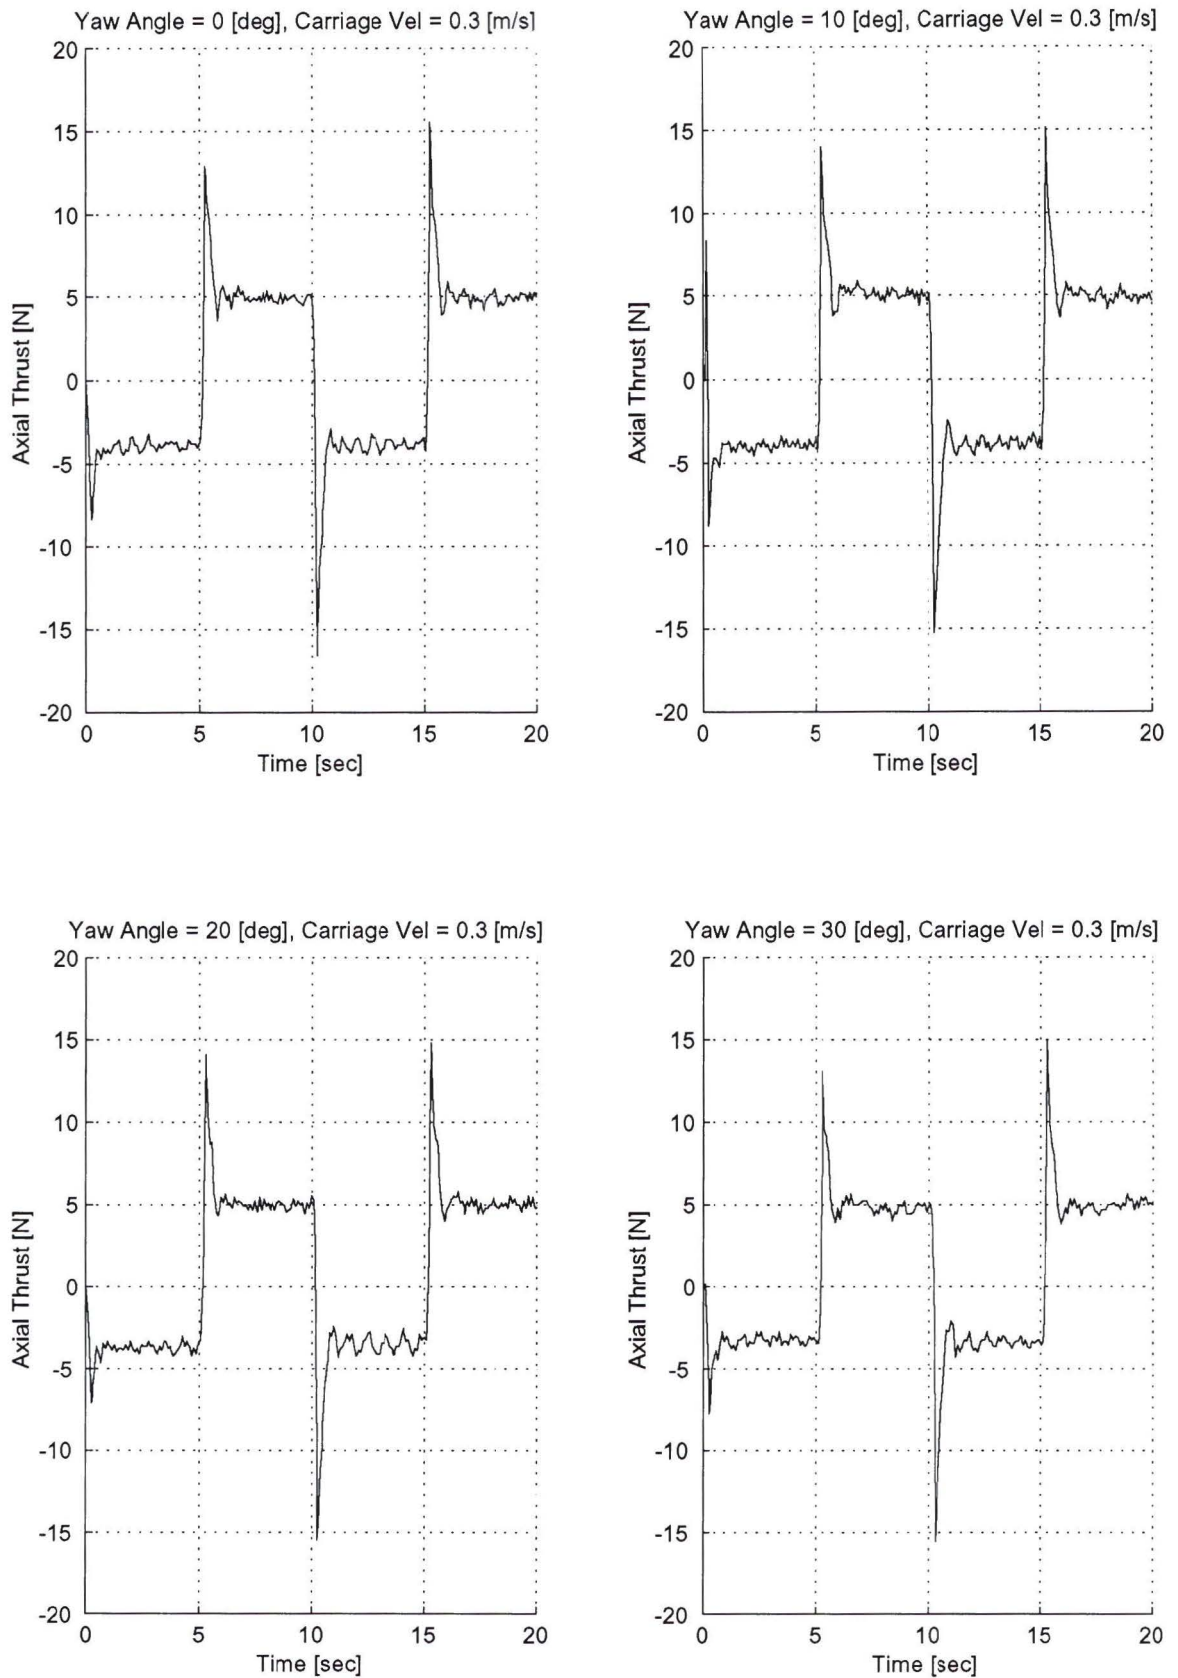 Yaw Angle = 0 [deg], Carriage Vel = 0.3 [m/s]
20
15
10
5
0
-5
-10
-15
-20
Axial Thrust [N]
0 5 10 15 20
Time [sec]
Yaw Angle = 10 [deg], Carriage Vel = 0.3 [m/s]
20
15
10
5
0
-5
-10
-15
-20
Axial Thrust [N]
0 5 10 15 20
Time [sec]
Yaw Angle = 20 [deg], Carriage Vel = 0.3 [m/s]
20
15
10
5
0
-5
-10
-15
-20
Axial Thrust [N]
0 5 10 15 20
Time [sec]
Yaw Angle = 30 [deg], Carriage Vel = 0.3 [m/s]
20
15
10
5
0
-5
-10
-15
-20
Axial Thrust [N]
0 5 10 15 20
Time [sec]